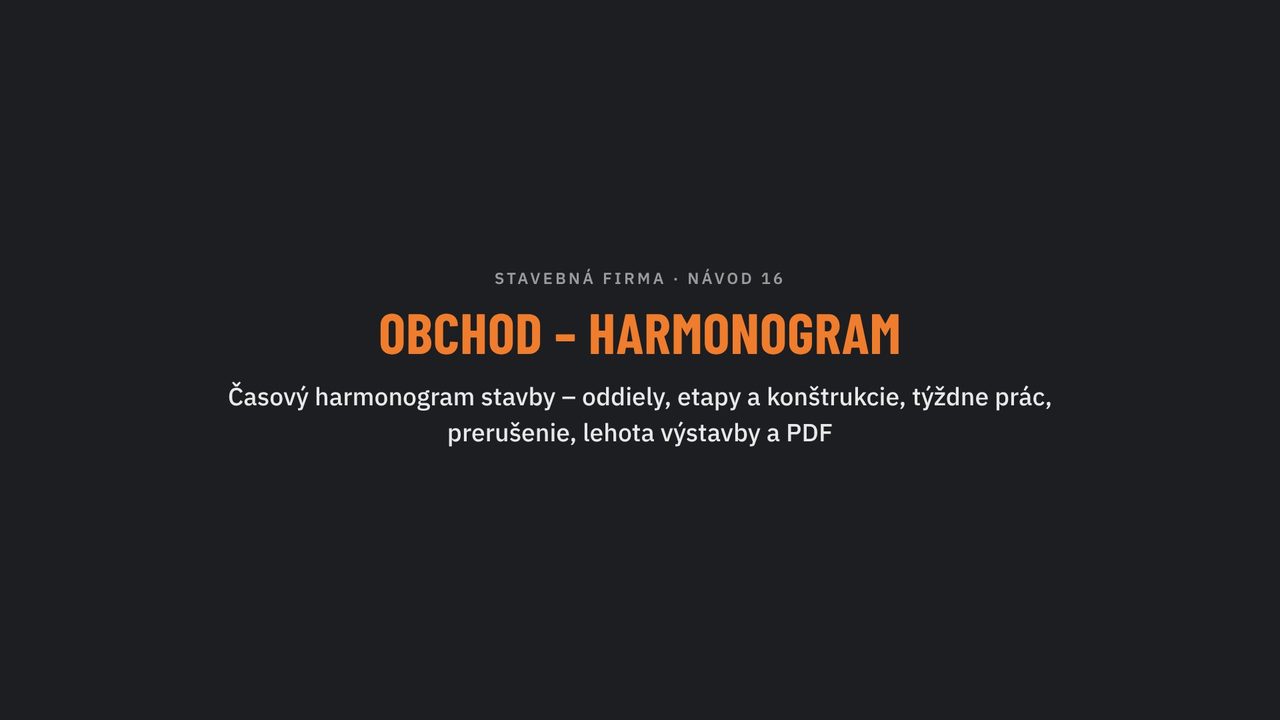 STAVEBNÁ FIRMA · NÁVOD 16
OBCHOD – HARMONOGRAM
Časový harmonogram stavby – oddiely, etapy a konštrukcie, týždne prác,
prerušenie, lehota výstavby a PDF